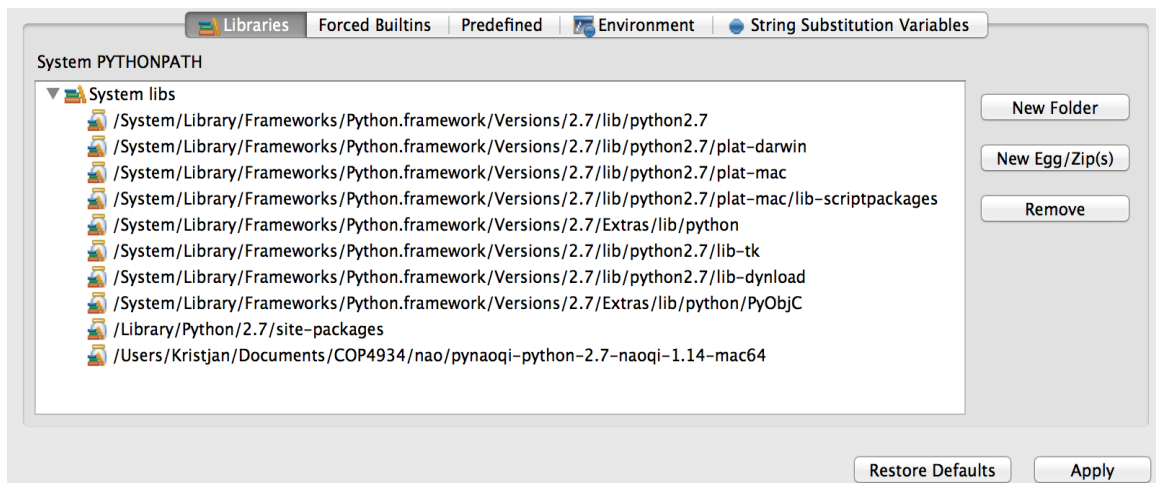 Libraries Forced Builtins Predefined Environment String Substitution Variables
System PYTHONPATH
System libs
/System/Library/Frameworks/Python.framework/Versions/2.7/lib/python2.7
/System/Library/Frameworks/Python.framework/Versions/2.7/lib/python2.7/plat-darwin
/System/Library/Frameworks/Python.framework/Versions/2.7/lib/python2.7/plat-mac
/System/Library/Frameworks/Python.framework/Versions/2.7/lib/python2.7/plat-mac/lib-scriptpackages
/System/Library/Frameworks/Python.framework/Versions/2.7/Extras/lib/python
/System/Library/Frameworks/Python.framework/Versions/2.7/lib/python2.7/lib-tk
/System/Library/Frameworks/Python.framework/Versions/2.7/lib/python2.7/lib-dynload
/System/Library/Frameworks/Python.framework/Versions/2.7/Extras/lib/python/PyObjC
/Library/Python/2.7/site-packages
/Users/Kristjan/Documents/COP4934/nao/pynaoqi-python-2.7-naoqi-1.14-mac64
New Folder
New Egg/Zip(s)
Remove
Restore Defaults Apply